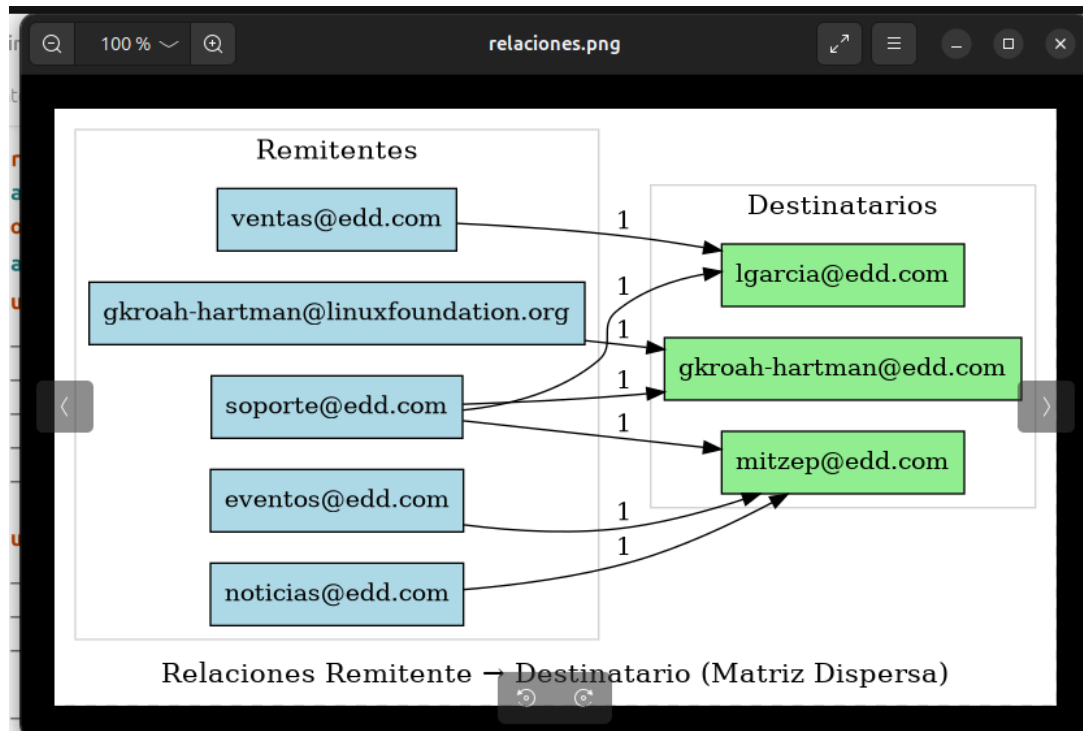 100 %
relaciones.png
Remitentes
ventas@edd.com
gkroah-hartman@linuxfoundation.org
soporte@edd.com
eventos@edd.com
noticias@edd.com
1
1
1
1
1
1
1
Destinatarios
lgarcia@edd.com
gkroah-hartman@edd.com
mitzep@edd.com
Relaciones Remitente → Destinatario (Matriz Dispersa)